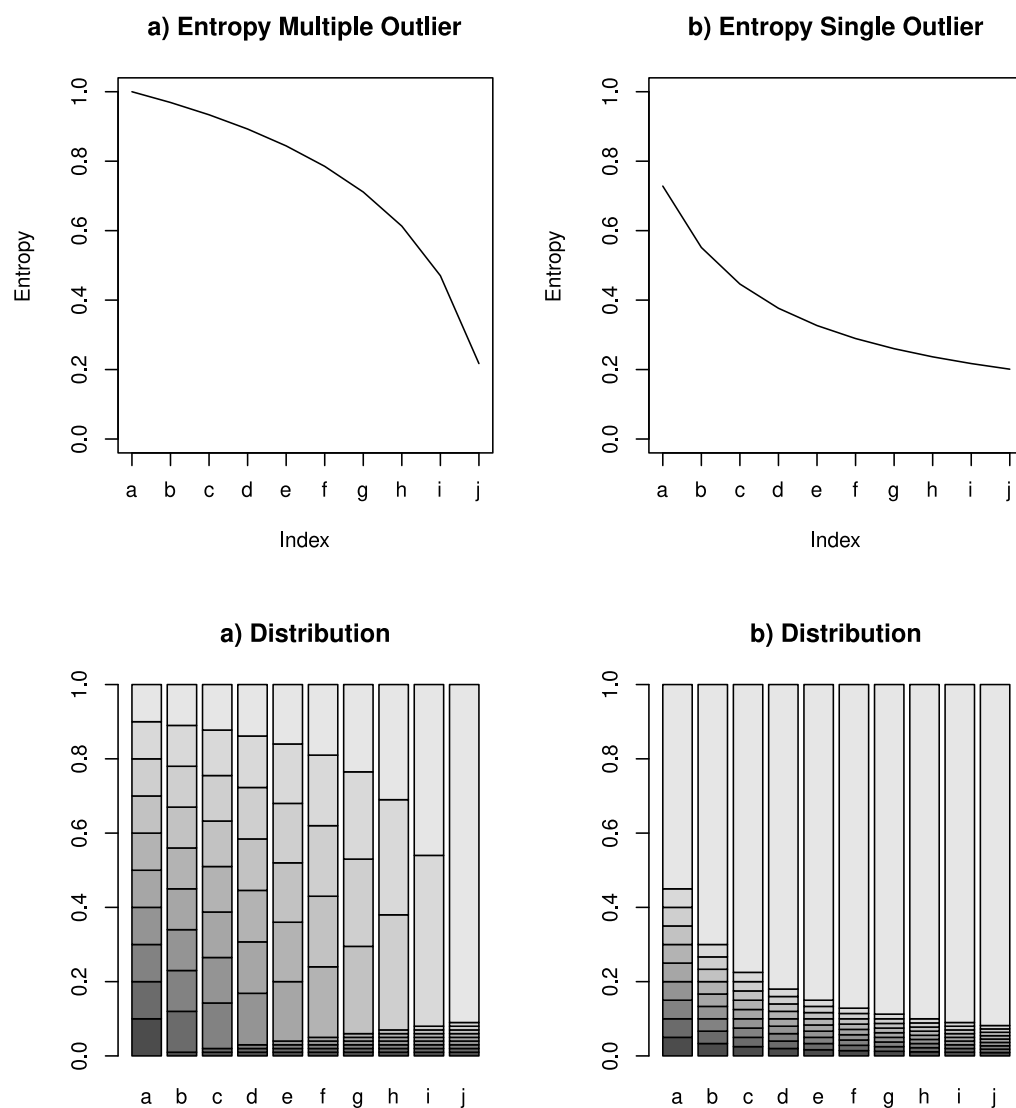 a) Entropy Multiple Outlier
Entropy
1.0
0.8
0.6
0.4
0.2
0.0
a b c d e f g h i j
Index
b) Entropy Single Outlier
Entropy
1.0
0.8
0.6
0.4
0.2
0.0
a b c d e f g h i j
Index
a) Distribution
1.0
0.8
0.6
0.4
0.2
0.0
a b c d e f g h i j
b) Distribution
1.0
0.8
0.6
0.4
0.2
0.0
a b c d e f g h i j